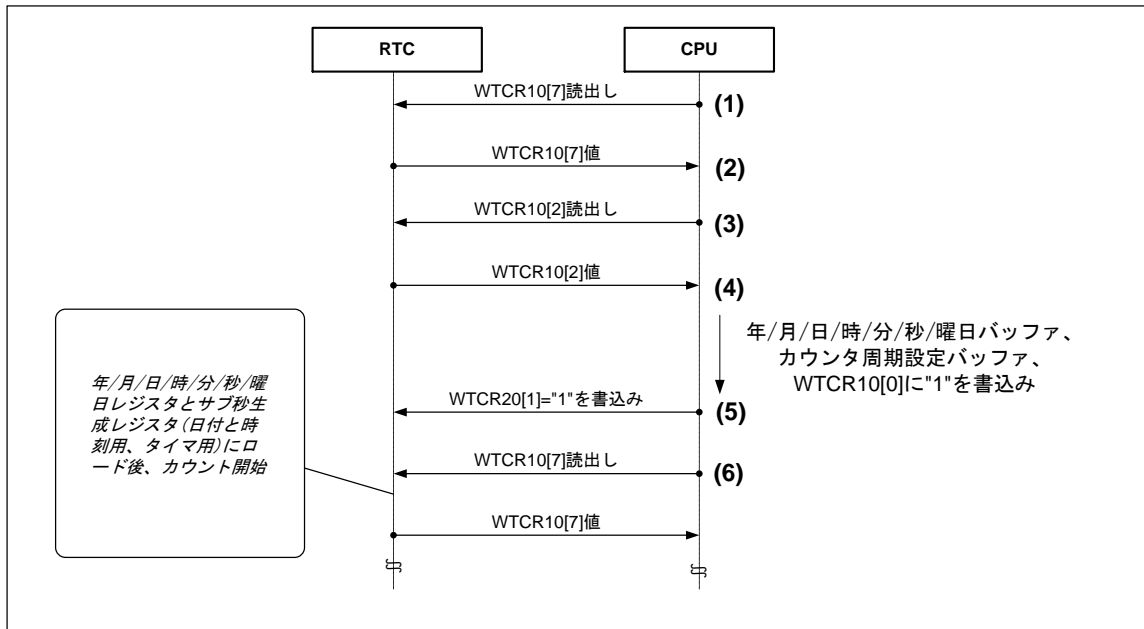 RTC
CPU
WTCR10[7]読出し
(1)
WTCR10[7]値
(2)
WTCR10[2]読出し
(3)
WTCR10[2]値
(4)
年/月/日/時/分/秒/曜日バッファ、
カウンタ周期設定バッファ、
WTCR10[0]に"1"を書込み
WTCR20[1]="1"を書込み
(5)
年/月/日/時/分/秒/曜
日レジスタとサブ秒生
成レジスタ(日付と時
刻用、タイマ用)にロ
ード後、カウント開始
WTCR10[7]読出し
(6)
WTCR10[7]値